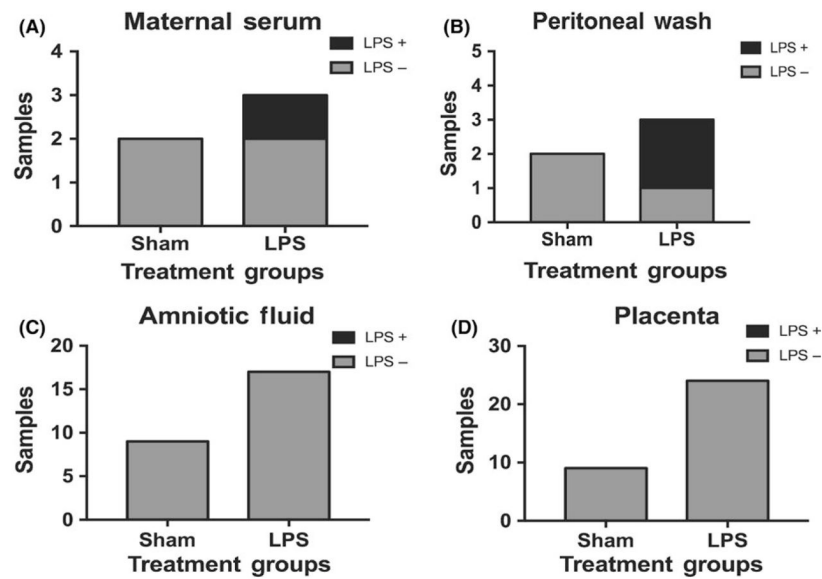 (A)
Maternal serum
LPS +
LPS –
Samples
4
3
2
1
0
Sham
LPS
Treatment groups
(B)
Peritoneal wash
LPS +
LPS –
Samples
5
4
3
2
1
0
Sham
LPS
Treatment groups
(C)
Amniotic fluid
LPS +
LPS –
Samples
20
15
10
5
0
Sham
LPS
Treatment groups
(D)
Placenta
LPS +
LPS –
Samples
30
20
10
0
Sham
LPS
Treatment groups